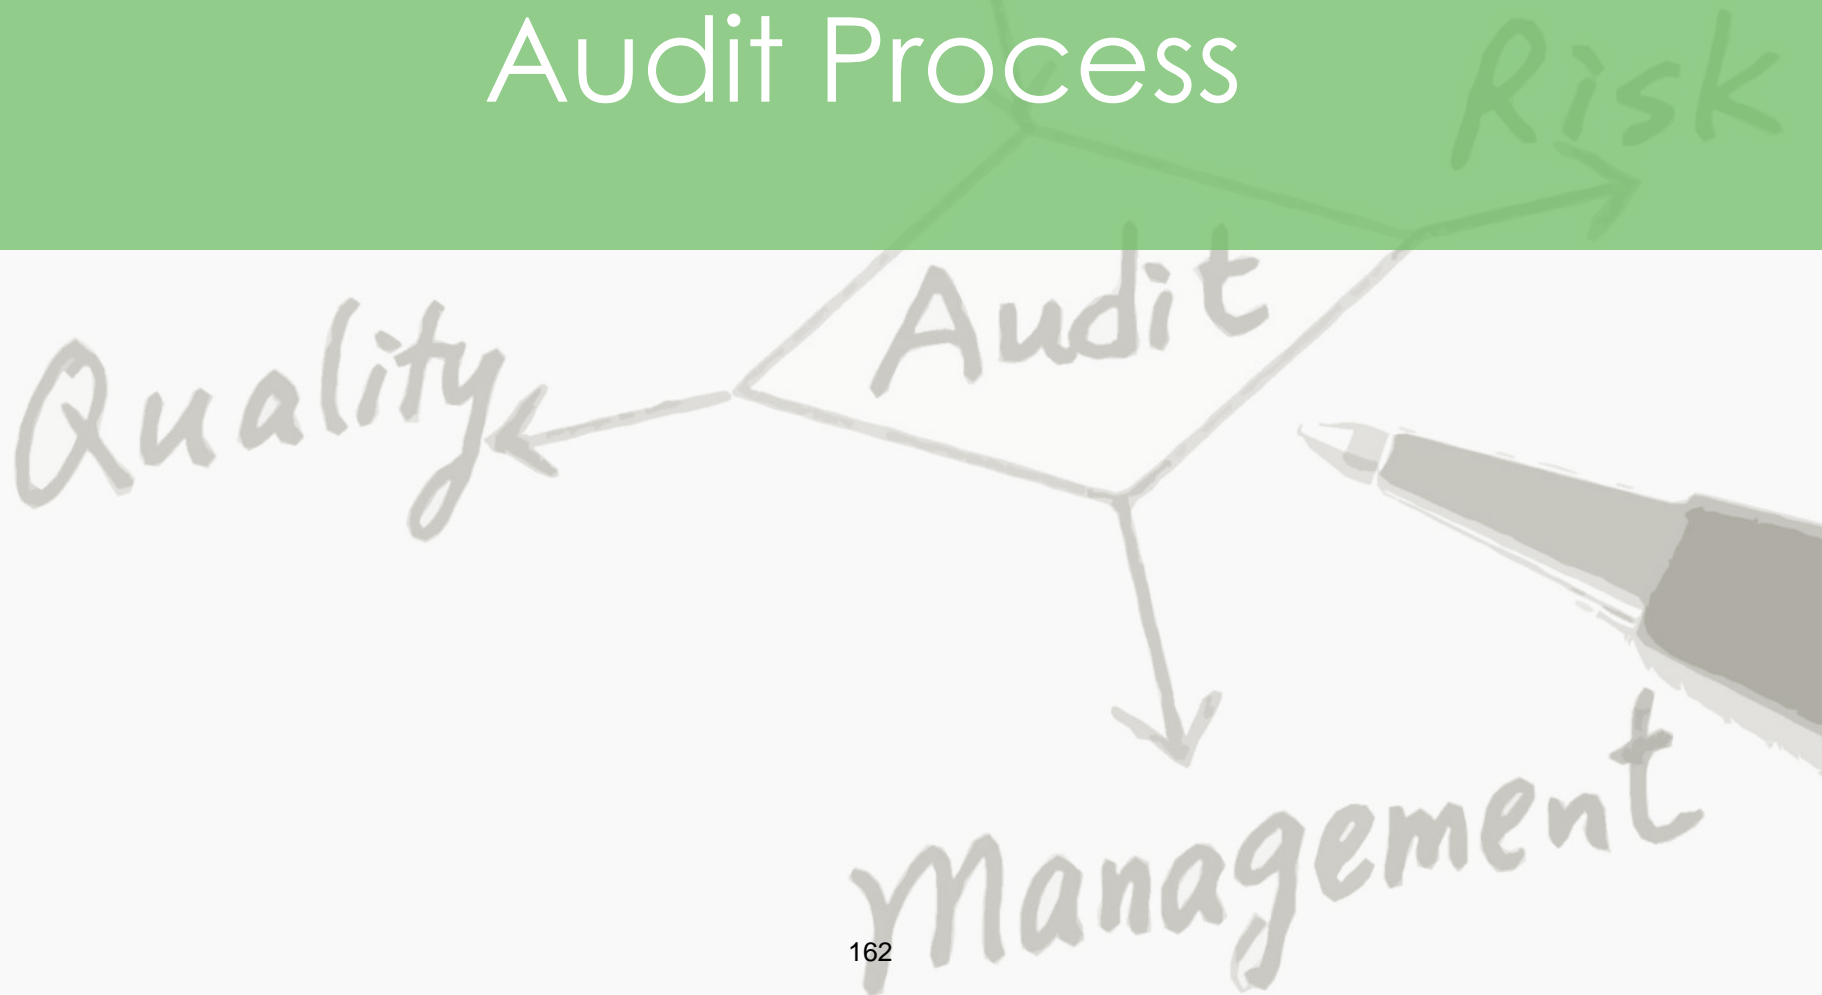 Audit Process
Risk
Audit
Quality
Management
162